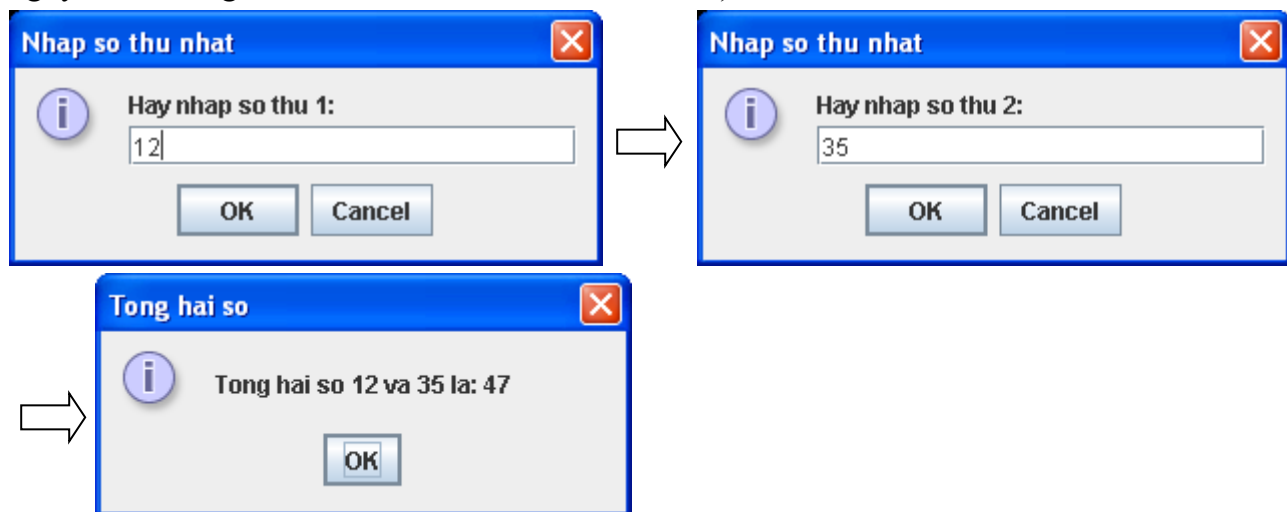 Nhap so thu nhat
Hay nhap so thu 1:
12
OK Cancel
Nhap so thu nhat
Hay nhap so thu 2:
35
OK Cancel
Tong hai so
Tong hai so 12 va 35 la: 47
OK